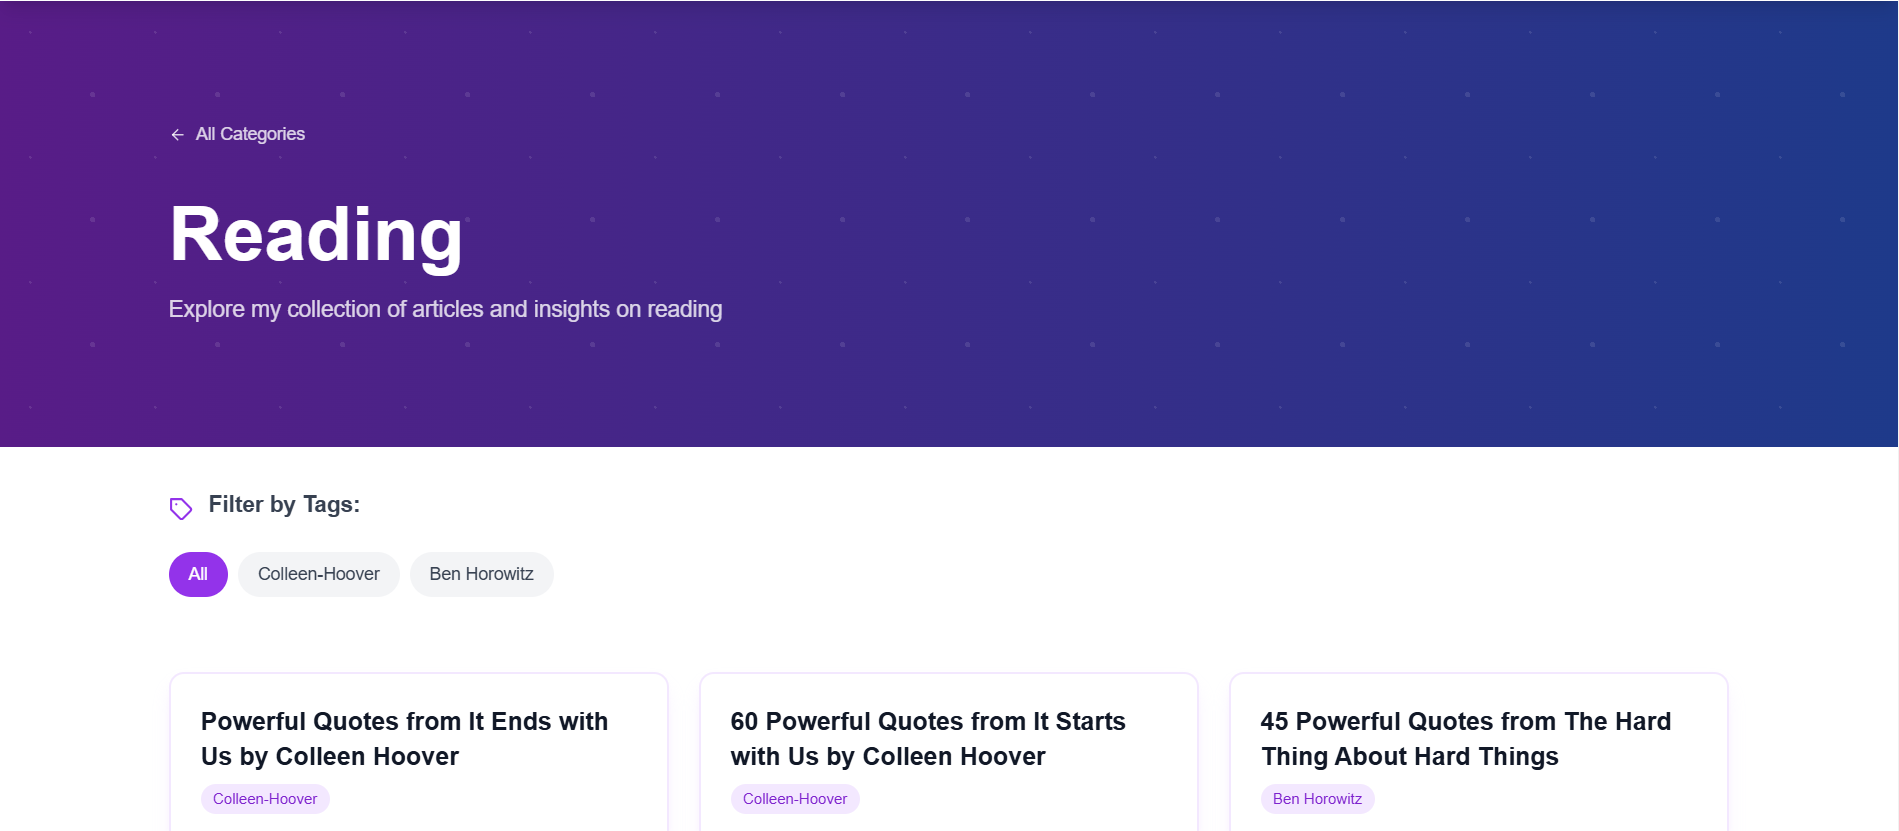 All Categories
Reading
Explore my collection of articles and insights on reading
Filter by Tags:
All
Colleen-Hoover
Ben Horowitz
Powerful Quotes from It Ends with
Us by Colleen Hoover
Colleen-Hoover
60 Powerful Quotes from It Starts
with Us by Colleen Hoover
Colleen-Hoover
45 Powerful Quotes from The Hard
Thing About Hard Things
Ben Horowitz